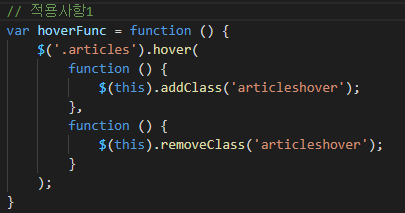 // 적용사항1
var hoverFunc = function () {
    $('.articles').hover(
        function () {
            $(this).addClass('articleshover');
        },
        function () {
            $(this).removeClass('articleshover');
        }
    );
}